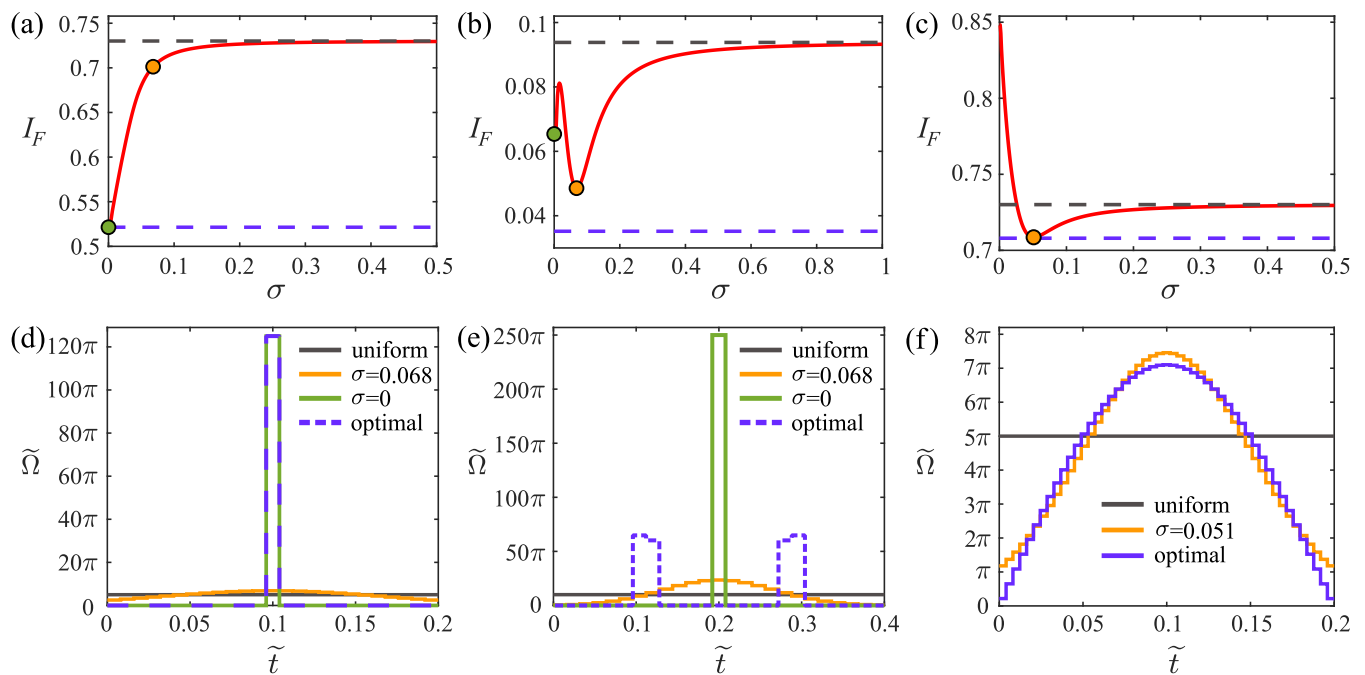 (a)
0.75
0.7
0.65
0.6
0.55
0.5
I_F
0 0.1 0.2 0.3 0.4 0.5
σ
(b)
0.1
0.08
0.06
0.04
I_F
0 0.2 0.4 0.6 0.8 1
σ
(c)
0.85
0.8
0.75
0.7
I_F
0 0.1 0.2 0.3 0.4 0.5
σ
(d)
120π
100π
80π
60π
40π
20π
0
Ω̃
uniform
σ=0.068
σ=0
optimal
0 0.05 0.1 0.15 0.2
t̃
(e)
250π
200π
150π
100π
50π
0
Ω̃
uniform
σ=0.068
σ=0
optimal
0 0.1 0.2 0.3 0.4
t̃
(f)
8π
7π
6π
5π
4π
3π
2π
π
0
Ω̃
uniform
σ=0.051
optimal
0 0.05 0.1 0.15 0.2
t̃